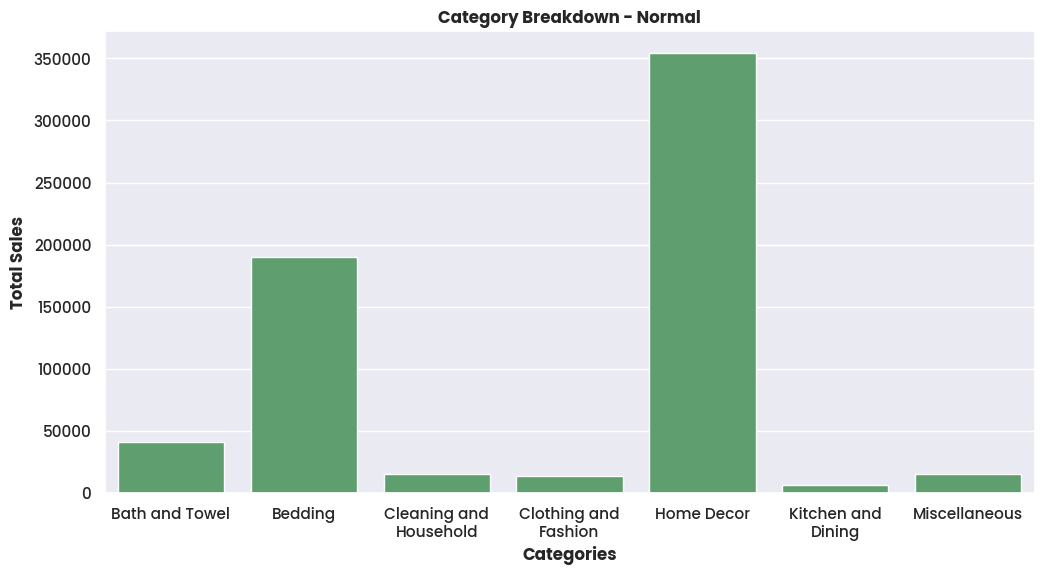 Category Breakdown - Normal
350000
300000
250000
200000
150000
100000
50000
0
Total Sales
Bath and Towel
Bedding
Cleaning and
Household
Clothing and
Fashion
Home Decor
Kitchen and
Dining
Miscellaneous
Categories